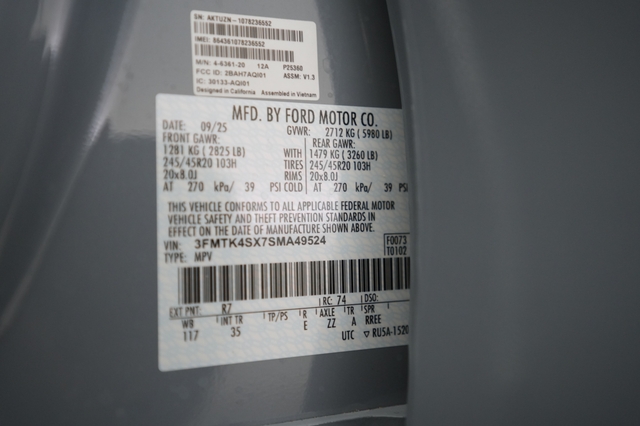 SN: AKTUZN-1078236552
IMEI: 864361078236552
M/N: 4-6361-20 12A P25360
FCC ID: 2BAH7AQI01 ASSM: V1.3
IC: 30133-AQI01
Designed in California Assembled in Vietnam
MFD. BY FORD MOTOR CO.
DATE: 09/25 GVWR: 2712 KG ( 5980 LB)
FRONT GAWR: REAR GAWR:
1281 KG ( 2825 LB) WITH 1479 KG ( 3260 LB)
245/45R20 103H TIRES 245/45R20 103H
20x8.0J RIMS 20x8.0J
AT 270 kPa/ 39 PSI COLD AT 270 kPa/ 39 PSI
THIS VEHICLE CONFORMS TO ALL APPLICABLE FEDERAL MOTOR
VEHICLE SAFETY AND THEFT PREVENTION STANDARDS IN
EFFECT ON THE DATE OF MANUFACTURE SHOWN ABOVE.
VIN: 3FMTK4SX7SMA49524 F0073
TYPE: MPV T0102
EXT PNT: R7 RC: 74 DSO:
WB INT TR TP/PS R AXLE TR SPR
117 35 E ZZ A RREE
UTC ▽ RU5A-1520